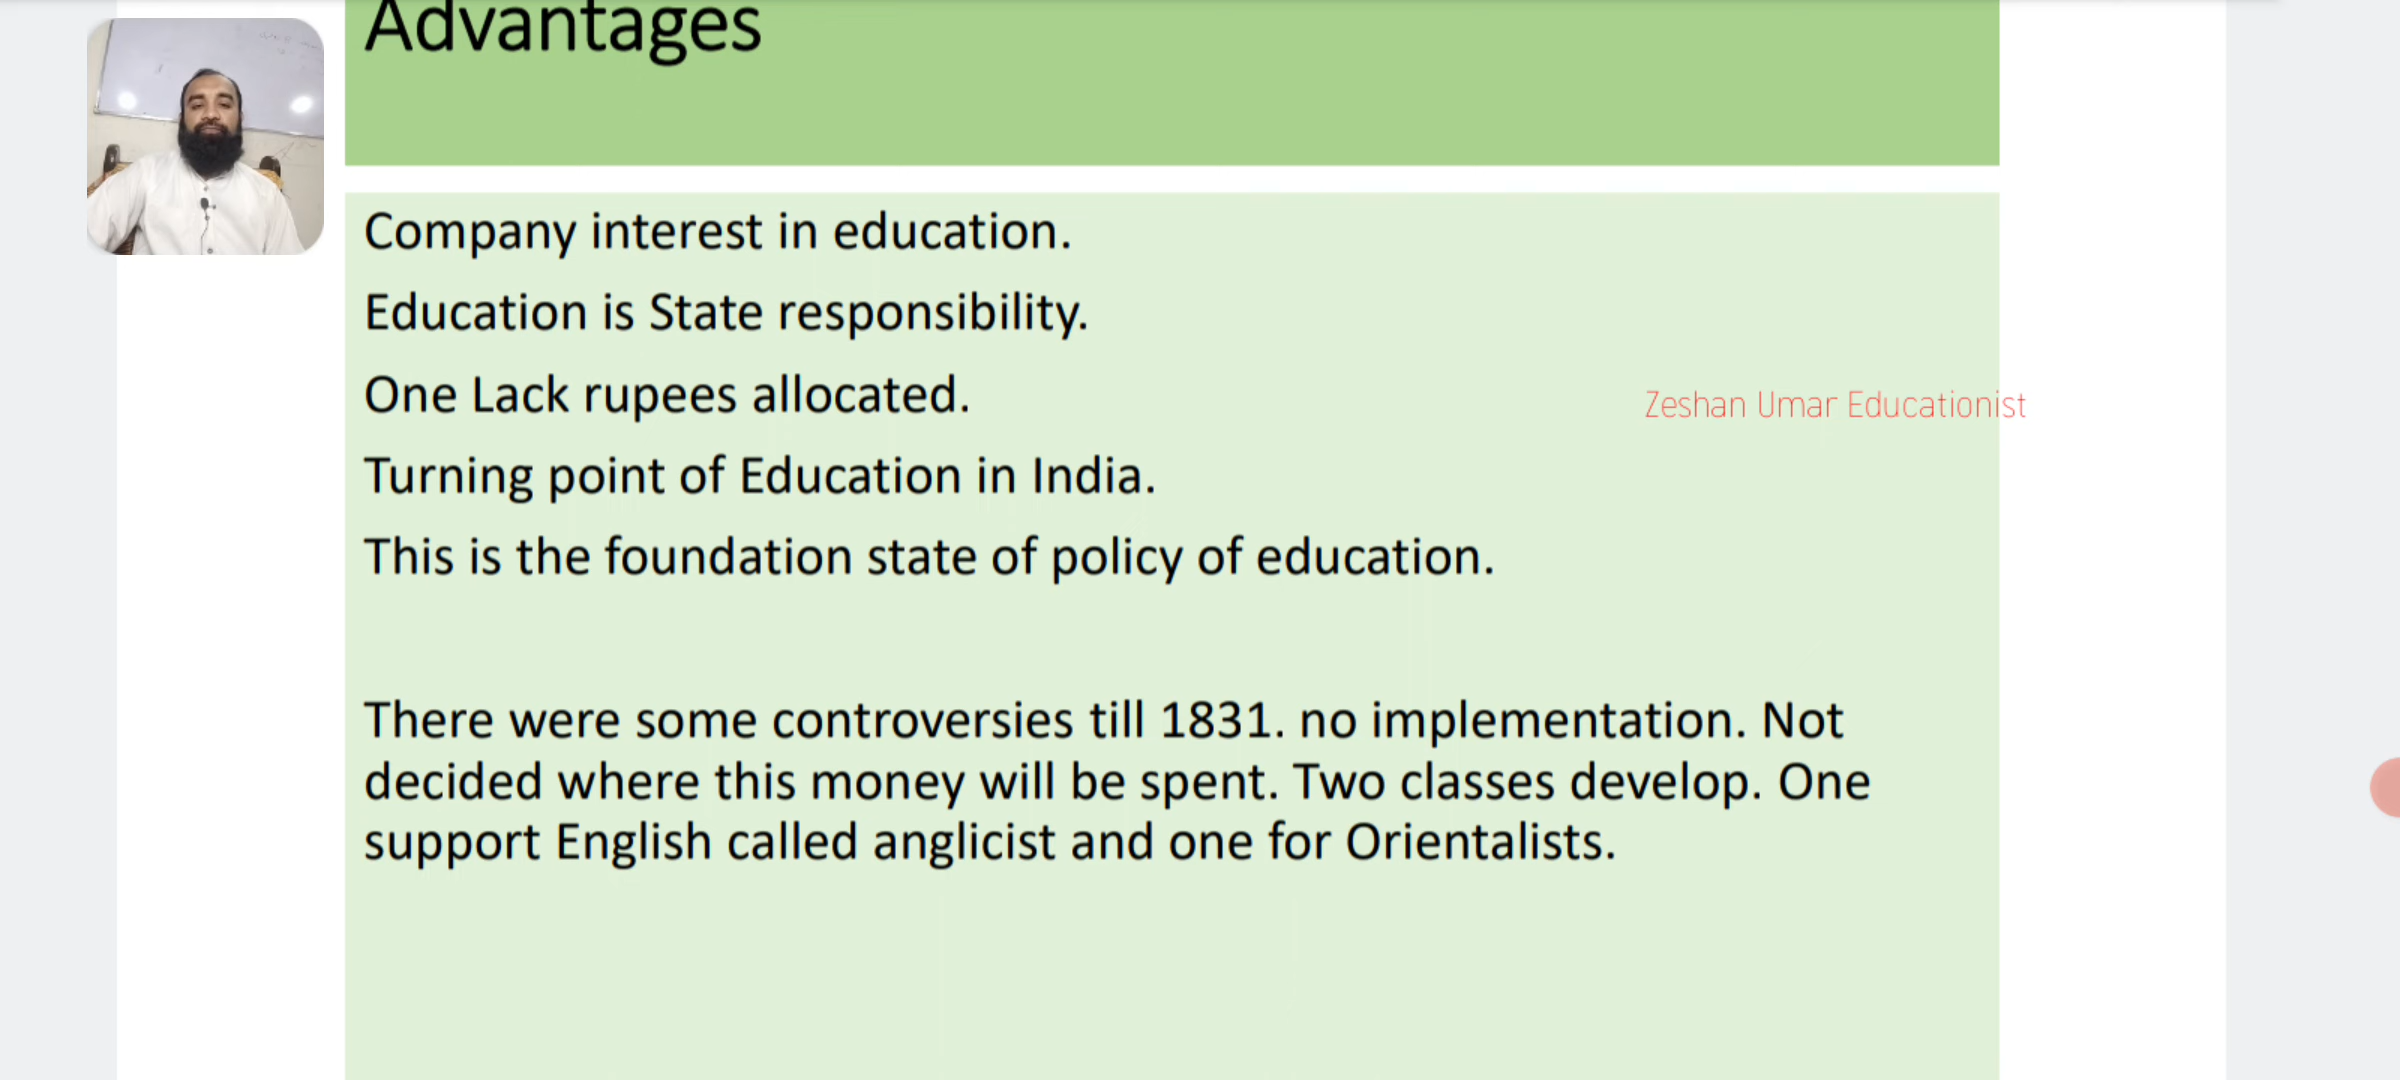 Advantages
Company interest in education.
Education is State responsibility.
One Lack rupees allocated.
Zeshan Umar Educationist
Turning point of Education in India.
This is the foundation state of policy of education.
There were some controversies till 1831. no implementation. Not
decided where this money will be spent. Two classes develop. One
support English called anglicist and one for Orientalists.